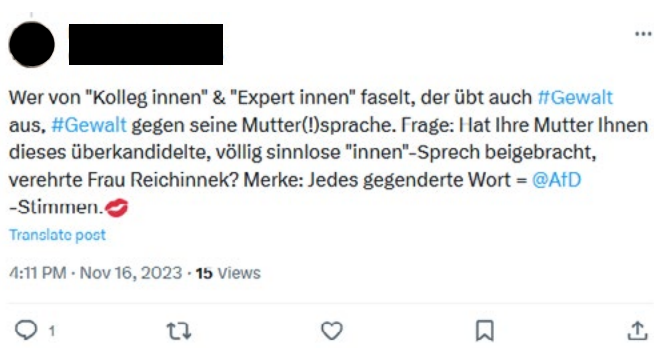 Wer von "Kolleg innen" & "Expert innen" faselt, der übt auch #Gewalt
aus, #Gewalt gegen seine Mutter(!)sprache. Frage: Hat Ihre Mutter Ihnen
dieses überkandidelte, völlig sinnlose "innen"-Sprech beigebracht,
verehrte Frau Reichinnek? Merke: Jedes gegenderte Wort = @AfD
-Stimmen.💋
Translate post
4:11 PM · Nov 16, 2023 · 15 Views
1